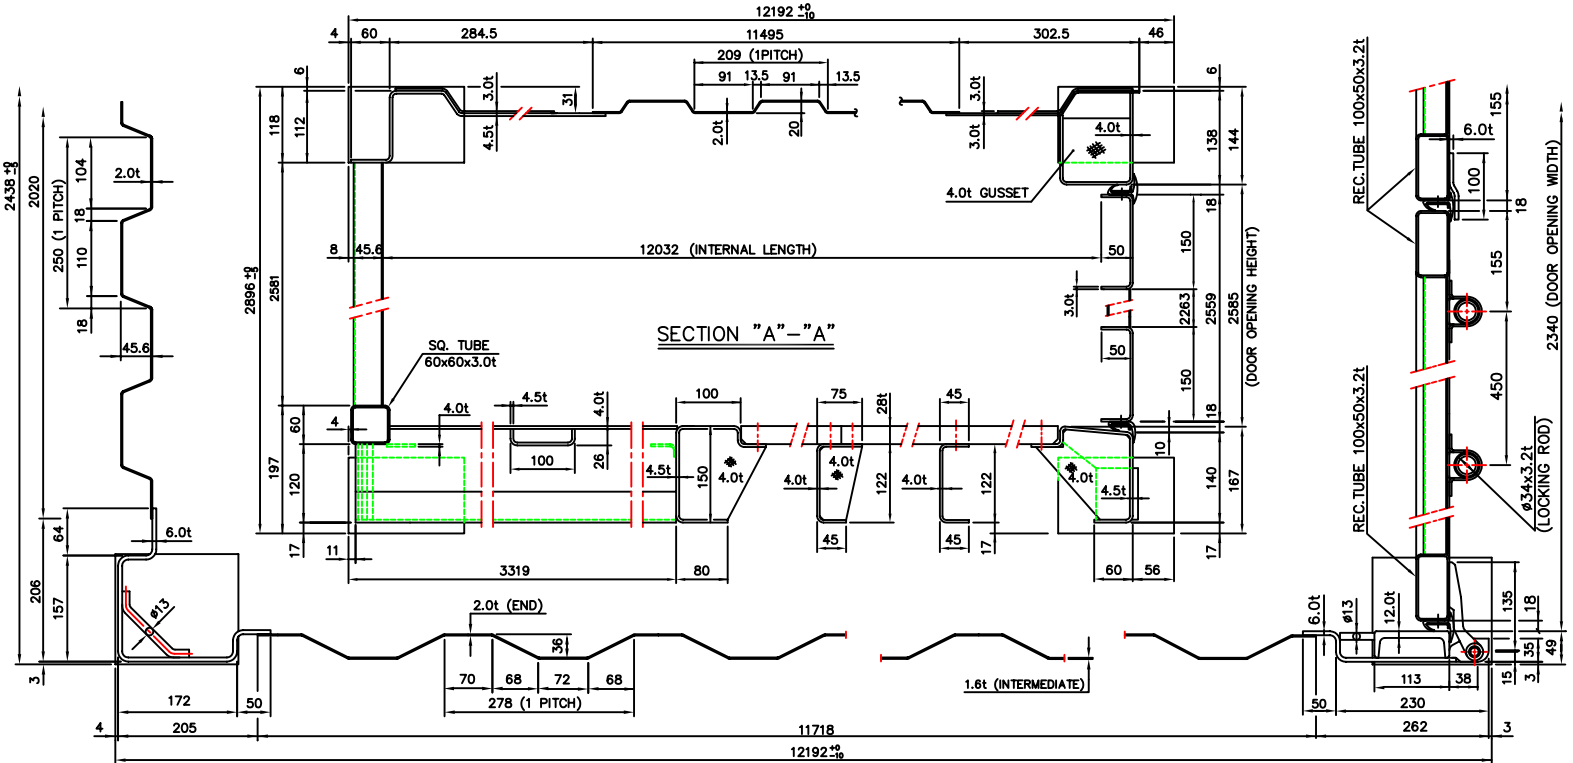 12192 +0 -10
4
60
284.5
11495
302.5
46
209 (1PITCH)
91
13.5
91
13.5
6
3.0t
31
4.5t
2.0t
20
3.0t
3.0t
6
4.0t
138
144
118
112
4.0t GUSSET
2438 +0 -5
2020
250 (1 PITCH)
104
2.0t
18
110
18
45.6
64
6.0t
206
157
3
ø13
2896 +0 -5
2581
8
45.6
12032 (INTERNAL LENGTH)
50
18
150
3.0t
2263
2559
2585
(DOOR OPENING HEIGHT)
SECTION "A"-"A"
SQ. TUBE
60x60x3.0t
50
150
18
10
197
60
120
17
11
4
4.0t
4.5t
4.0t
100
26
100
4.5t
150
4.0t
75
4.0t
4.0t
28t
122
45
45
4.0t
122
45
17
4.0t
4.5t
140
167
17
3319
80
60
56
REC.TUBE 100x50x3.2t
155
6.0t
100
18
155
2340 (DOOR OPENING WIDTH)
450
REC.TUBE 100x50x3.2t
ø34x3.2t
(LOCKING ROD)
2.0t (END)
36
70
68
72
68
278 (1 PITCH)
1.6t (INTERMEDIATE)
6.0t
ø13
12.0t
135
18
35
49
15
3
113
38
172
50
50
230
4
205
11718
262
3
12192 +0 -10